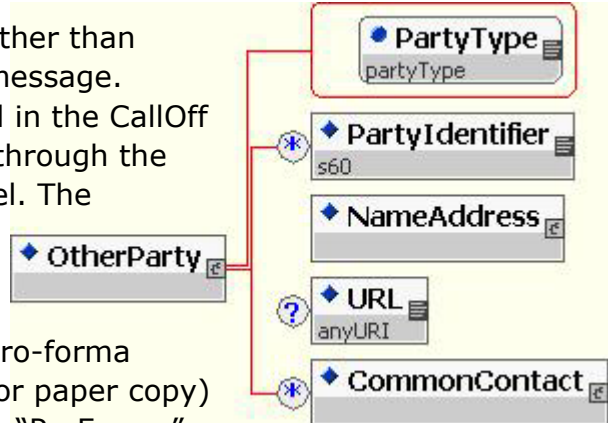 ther than
message.
in the CallOff
through the
el. The
ro-forma
or paper copy)
OtherParty
PartyType
partyType
PartyIdentifier
s60
NameAddress
URL
anyURI
CommonContact